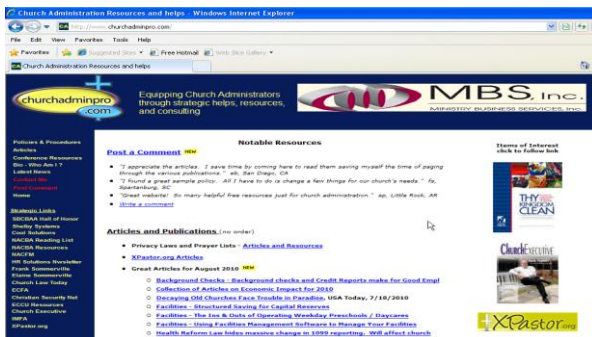 Church Administration Resources and helps - Windows Internet Explorer
http://www.churchadminpro.com/
File Edit View Favorites Tools Help
Favorites Suggested Sites Free Hotmail Web Slice Gallery
Church Administration Resources and helps
churchadminpro
.com
Equipping Church Administrators
through strategic helps, resources,
and consulting
MBS, Inc.
MINISTRY BUSINESS SERVICES, Inc.
Policies & Procedures
Articles
Conference Resources
Bio - Who Am I ?
Latest News
Contact Me
Post Comment
Home
Strategic Links
SBCBAA Hall of Honor
Shelby Systems
Cool Solutions
NACBA Reading List
NACBA Resources
NACFM
HR Solutions Nwsletter
Frank Sommerville
Elaine Sommerville
Church Law Today
ECFA
Christian Security Net
ECCU Resources
Church Executive
IMFA
XPastor.org
Notable Resources
Post a Comment NEW
"I appreciate the articles. I save time by coming here to read them saving myself the time of paging
through the various publications." eb, San Diego, CA
"I found a great sample policy. All I have to do is change a few things for our church's needs." fs,
Spartanburg, SC
"Great website! So many helpful free resources just for church administration." sp, Little Rock, AR
Write a comment
Articles and Publications (no order)
Privacy Laws and Prayer Lists - Articles and Resources
XPastor.org Articles
Great Articles for August 2010 NEW
Background Checks - Background checks and Credit Reports make for Good Empl
Collection of Articles on Economic Impact for 2010
Decaying Old Churches Face Trouble in Paradise, USA Today, 7/18/2010
Facilities - Structured Saving for Capital Reserves
Facilities - The Ins & Outs of Operating Weekday Preschools / Daycares
Facilities - Using Facilities Management Software to Manage Your Facilities
Health Reform Law hides massive change in 1099 reporting. Will affect church
Items of Interest
click to follow link
THY
KINGDOM
CLEAN
ChurchExecutive
XPastor.org